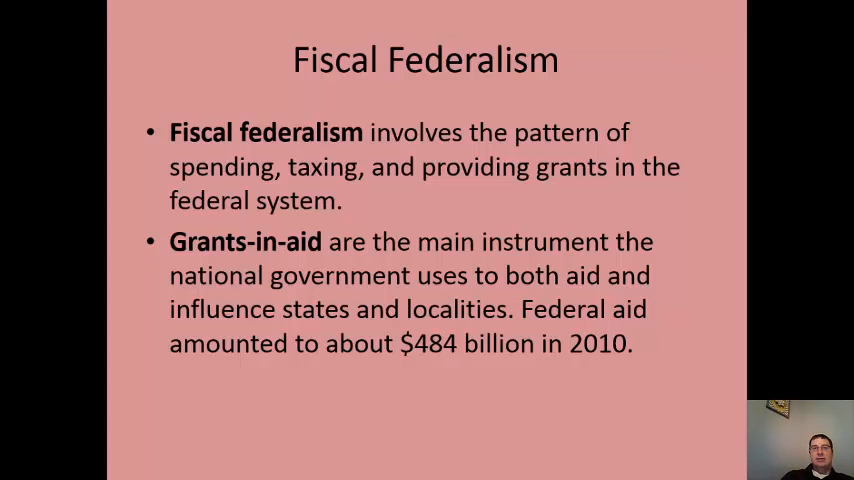 Fiscal Federalism
• Fiscal federalism involves the pattern of
spending, taxing, and providing grants in the
federal system.
• Grants-in-aid are the main instrument the
national government uses to both aid and
influence states and localities. Federal aid
amounted to about $484 billion in 2010.